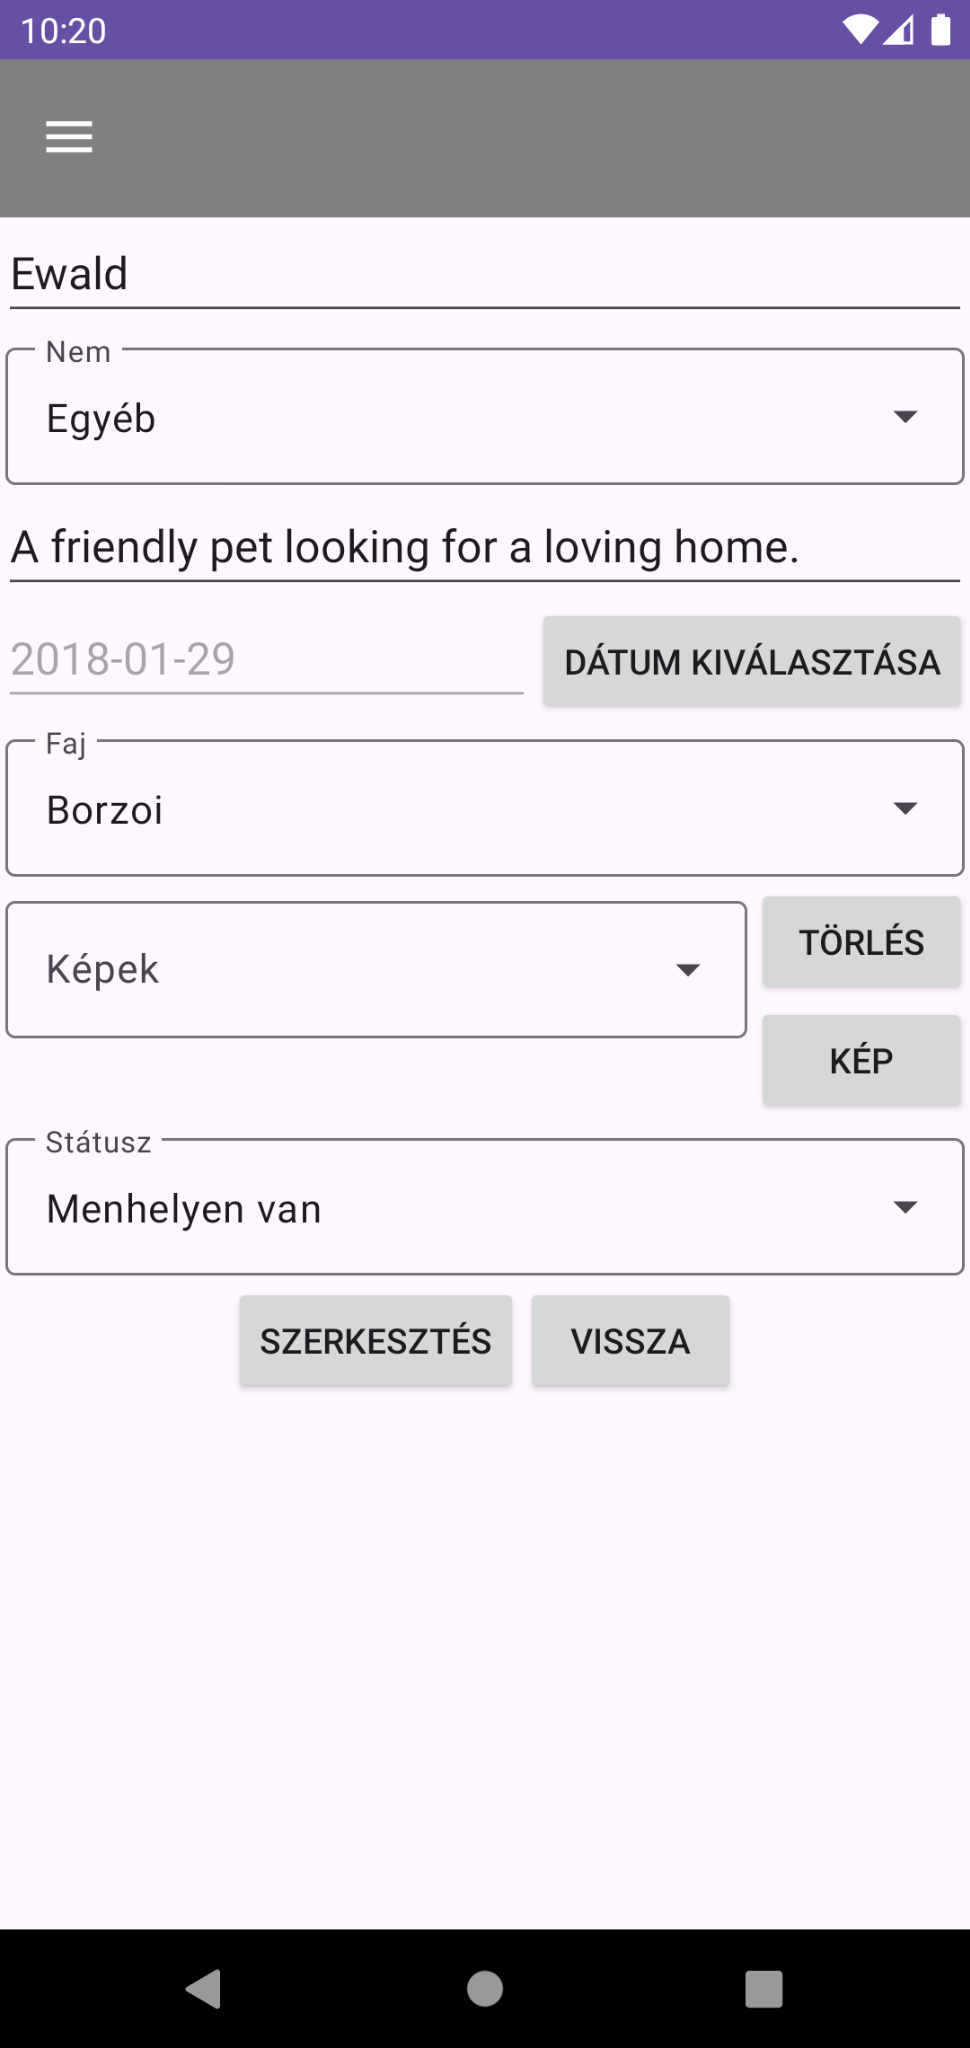 10:20
Ewald
Nem
Egyéb
A friendly pet looking for a loving home.
2018-01-29
DÁTUM KIVÁLASZTÁSA
Faj
Borzoi
Képek
TÖRLÉS
KÉP
Státusz
Menhelyen van
SZERKESZTÉS
VISSZA